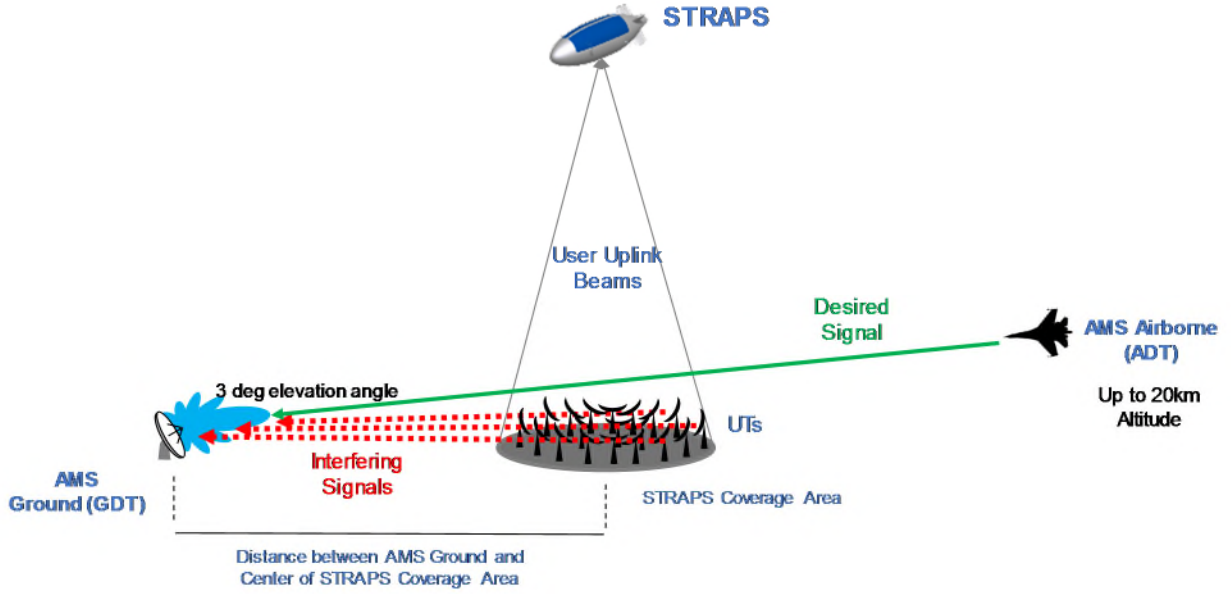 STRAPS
User Uplink
Beams
Desired
Signal
AMS Airborne
(ADT)
Up to 20km
Altitude
3 deg elevation angle
UTs
Interfering
Signals
AMS
Ground (GDT)
STRAPS Coverage Area
Distance between AMS Ground and
Center of STRAPS Coverage Area